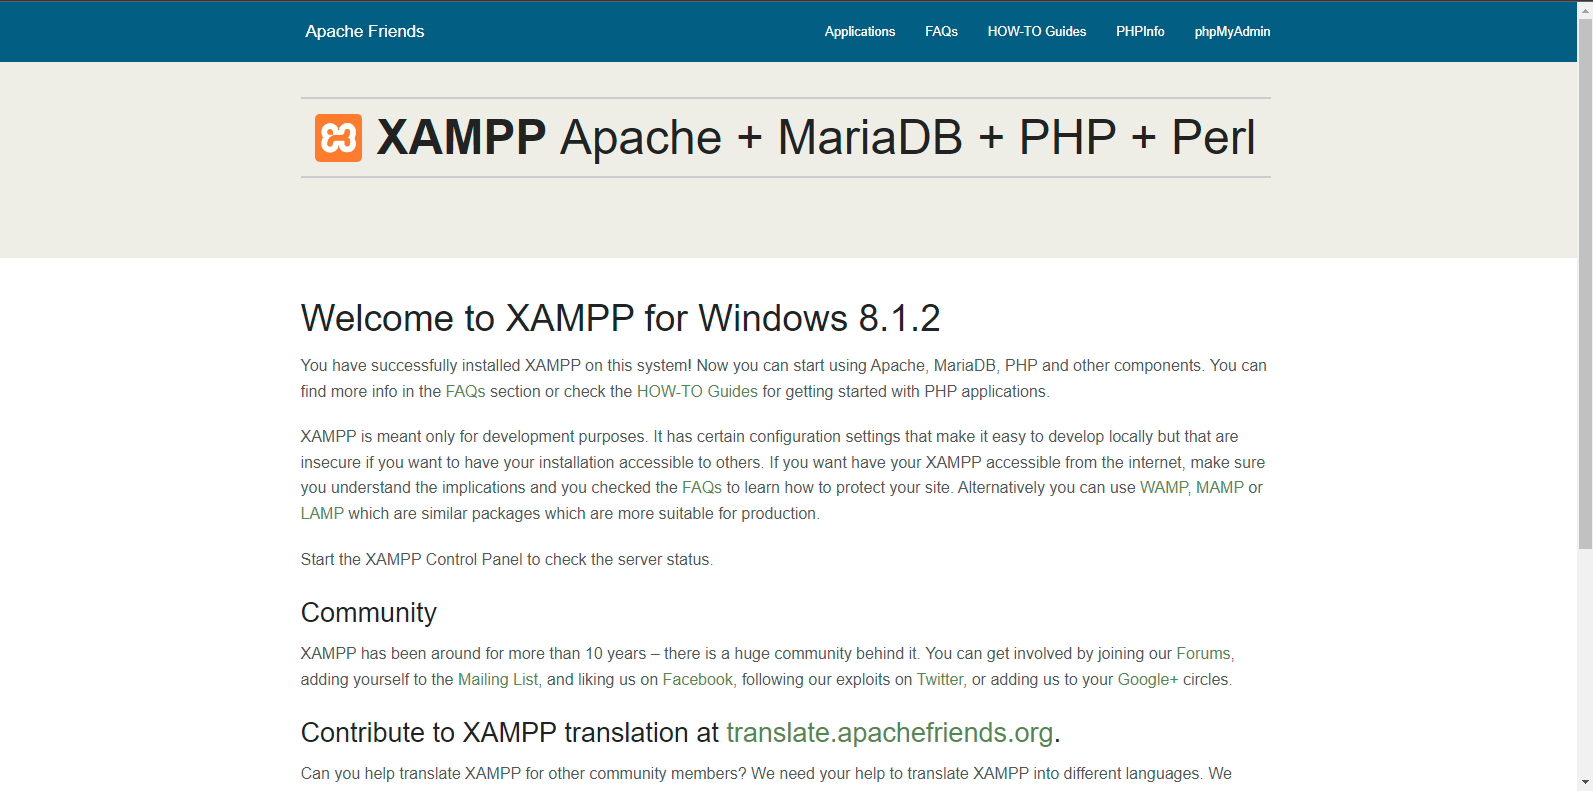 Apache Friends
Applications FAQs HOW-TO Guides PHPInfo phpMyAdmin
XAMPP Apache + MariaDB + PHP + Perl
Welcome to XAMPP for Windows 8.1.2
You have successfully installed XAMPP on this system! Now you can start using Apache, MariaDB, PHP and other components. You can
find more info in the FAQs section or check the HOW-TO Guides for getting started with PHP applications.
XAMPP is meant only for development purposes. It has certain configuration settings that make it easy to develop locally but that are
insecure if you want to have your installation accessible to others. If you want have your XAMPP accessible from the internet, make sure
you understand the implications and you checked the FAQs to learn how to protect your site. Alternatively you can use WAMP, MAMP or
LAMP which are similar packages which are more suitable for production.
Start the XAMPP Control Panel to check the server status.
Community
XAMPP has been around for more than 10 years – there is a huge community behind it. You can get involved by joining our Forums,
adding yourself to the Mailing List, and liking us on Facebook, following our exploits on Twitter, or adding us to your Google+ circles.
Contribute to XAMPP translation at translate.apachefriends.org.
Can you help translate XAMPP for other community members? We need your help to translate XAMPP into different languages. We